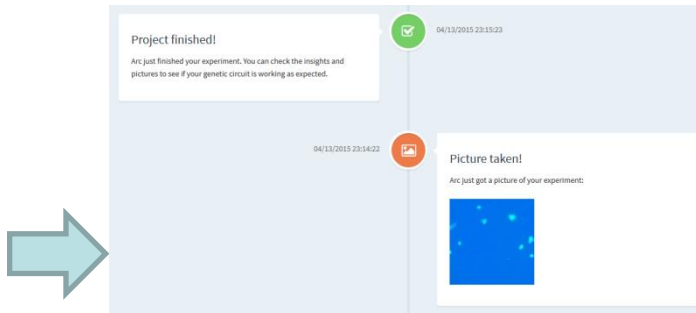 Project finished!
04/13/2015 23:15:23
Arc just finished your experiment. You can check the insights and
pictures to see if your genetic circuit is working as expected.
04/13/2015 23:14:22
Picture taken!
Arc just got a picture of your experiment: